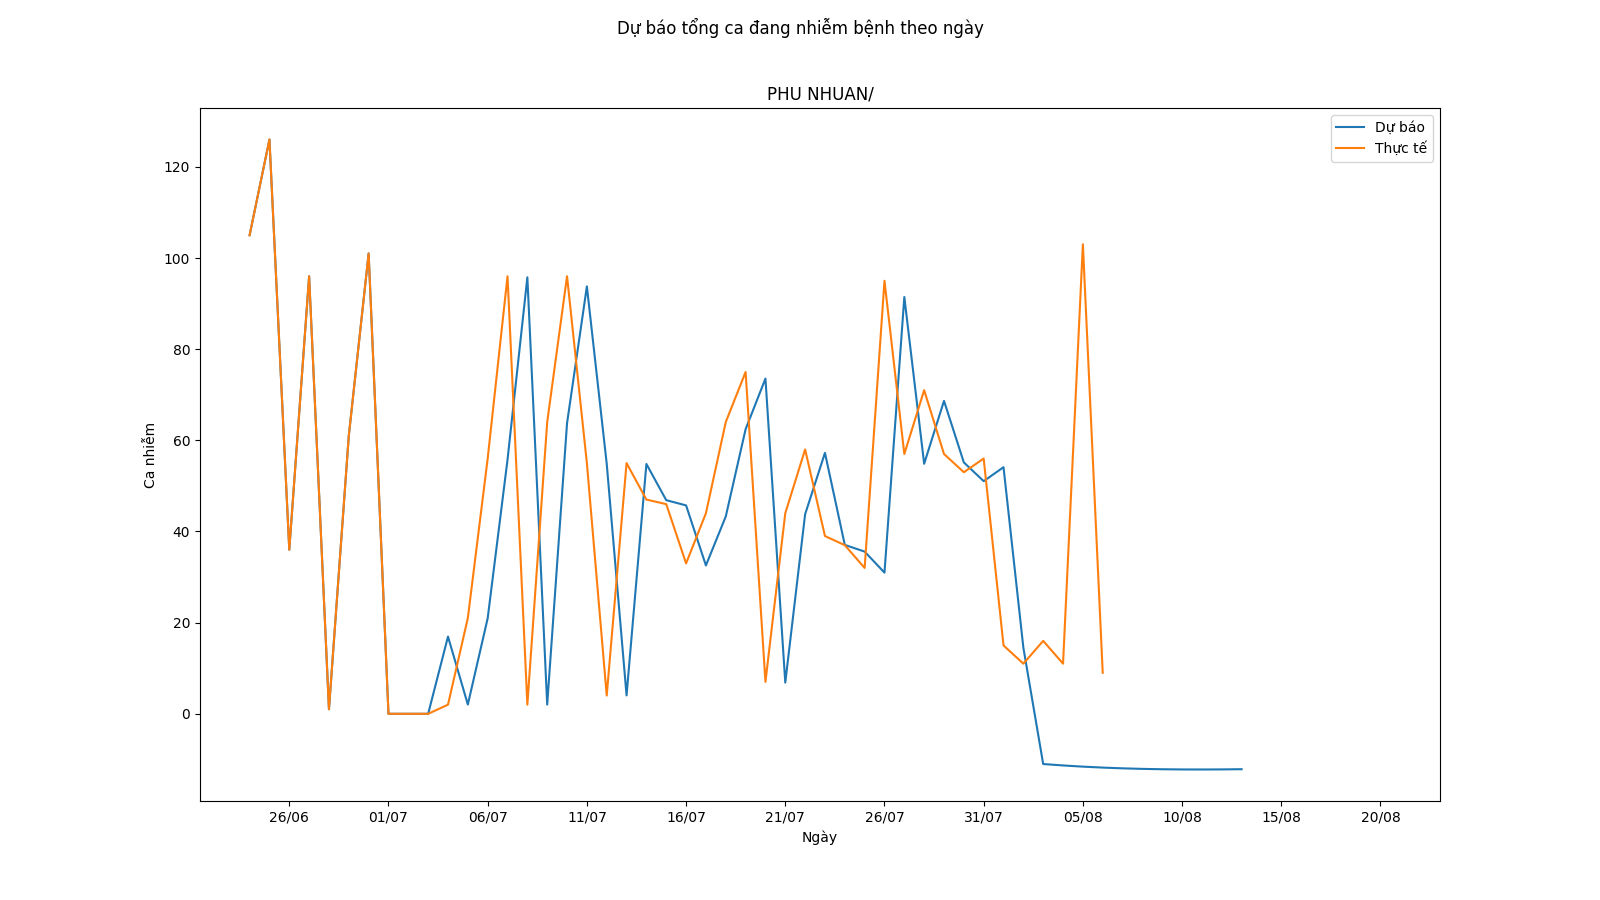 Dự báo tổng ca đang nhiễm bệnh theo ngày
PHU NHUAN/
Dự báo
Thực tế
120
100
80
60
40
20
0
Ca nhiễm
26/06 01/07 06/07 11/07 16/07 21/07 26/07 31/07 05/08 10/08 15/08 20/08
Ngày